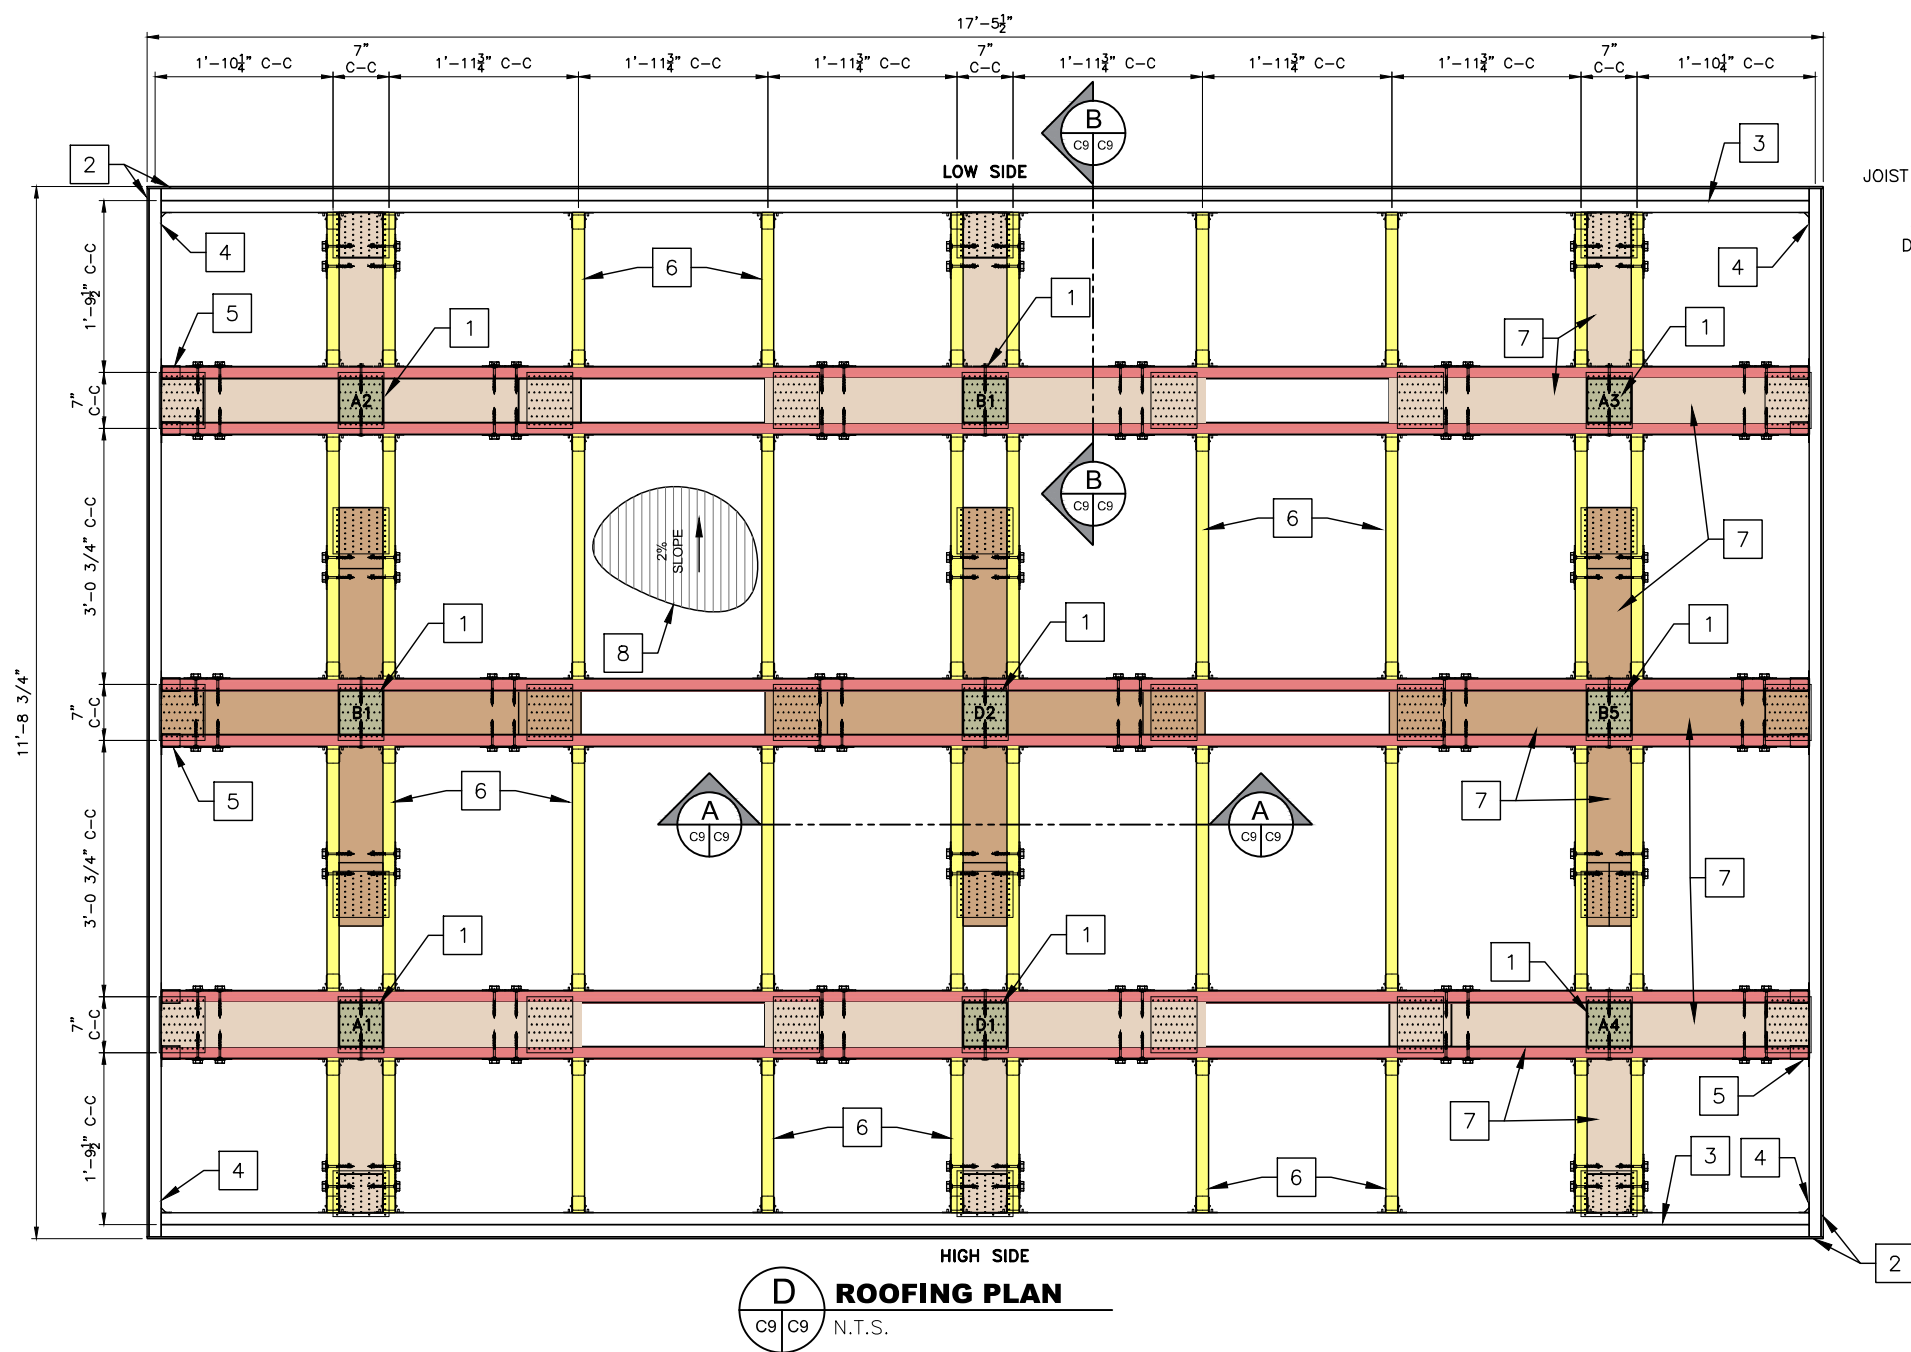 17'-5½"
7" 7" 7"
1'-10¼" C-C C-C 1'-11¾" C-C 1'-11¾" C-C 1'-11¾" C-C C-C 1'-11¾" C-C 1'-11¾" C-C 1'-11¾" C-C C-C 1'-10¼" C-C
B
C9 C9
3
2
LOW SIDE
JOIST
4
6
4
D
1'-9½" C-C
5
1
1
7
1
7"
C-C
A2
B1
A3
B
C9 C9
6
7
3'-0 3/4" C-C
2%
SLOPE
8
1
1
1
11'-8 3/4"
7"
C-C
B1
D2
B5
5
6
A
C9 C9
A
C9 C9
7
7
3'-0 3/4" C-C
1
1
1
7"
C-C
A1
D1
A4
5
6
7
1'-9½" C-C
4
6
3
4
HIGH SIDE
2
D
C9 C9
ROOFING PLAN
N.T.S.